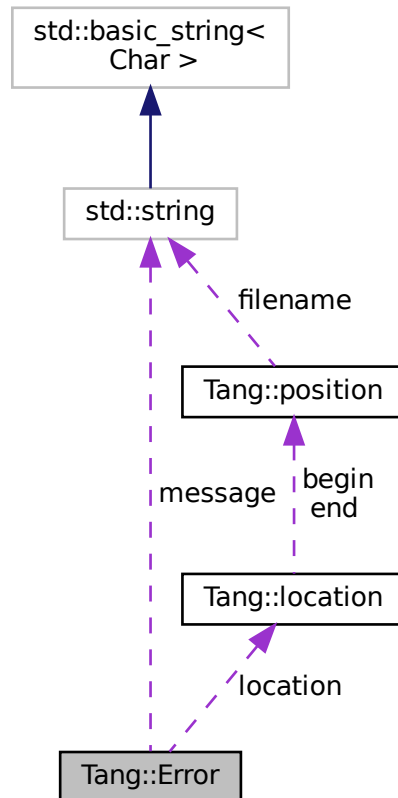 std::basic_string<
Char >
std::string
filename
Tang::position
message
begin
end
Tang::location
location
Tang::Error